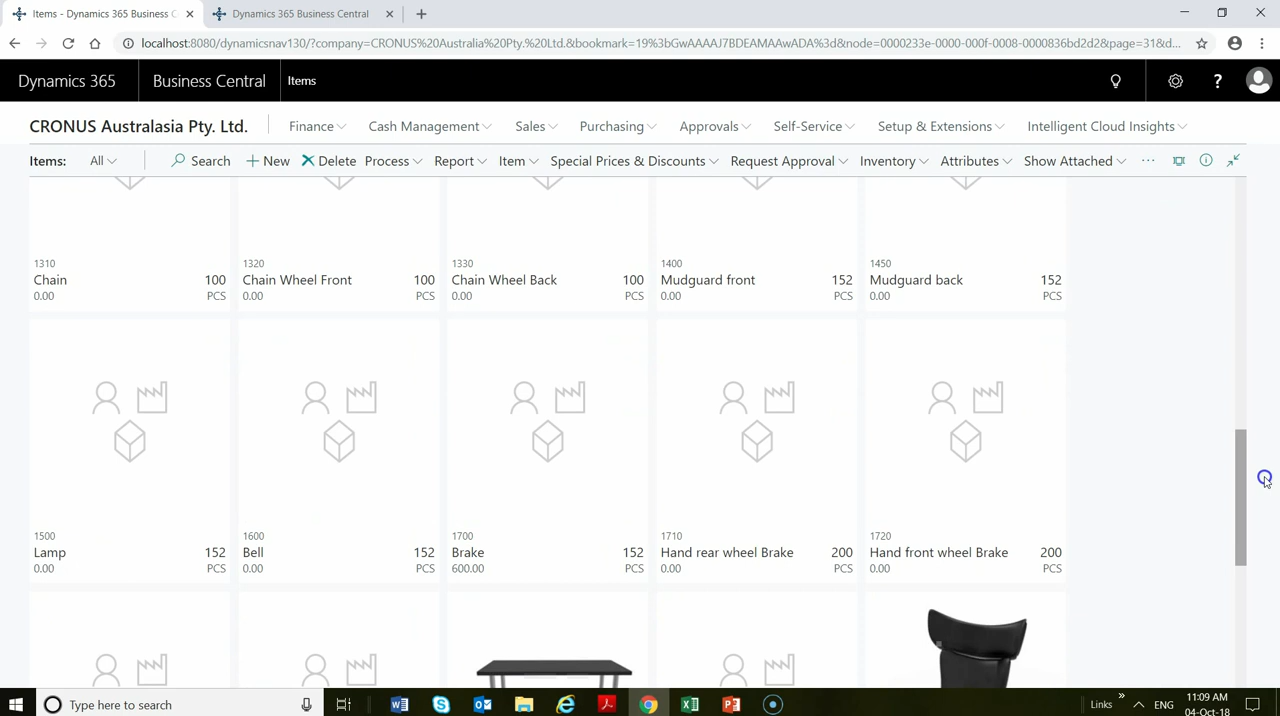 Items - Dynamics 365 Business C
Dynamics 365 Business Central
localhost:8080/dynamicsnav130/?company=CRONUS%20Australia%20Pty.%20Ltd.&bookmark=19%3bGwAAAAJ7BDEAMAAwADA%3d&node=0000233e-0000-000f-0008-0000836bd2d2&page=31&d...
Dynamics 365 Business Central Items ?
CRONUS Australasia Pty. Ltd. Finance Cash Management Sales Purchasing Approvals Self-Service Setup & Extensions Intelligent Cloud Insights
Items: All Search + New Delete Process Report Item Special Prices & Discounts Request Approval Inventory Attributes Show Attached ...
1310 1320 1330 1400 1450
Chain 100 Chain Wheel Front 100 Chain Wheel Back 100 Mudguard front 152 Mudguard back 152
0.00 PCS 0.00 PCS 0.00 PCS 0.00 PCS 0.00 PCS
1500 1600 1700 1710 1720
Lamp 152 Bell 152 Brake 152 Hand rear wheel Brake 200 Hand front wheel Brake 200
0.00 PCS 0.00 PCS 600.00 PCS 0.00 PCS 0.00 PCS
Type here to search Links » ENG 11:09 AM
04-Oct-18